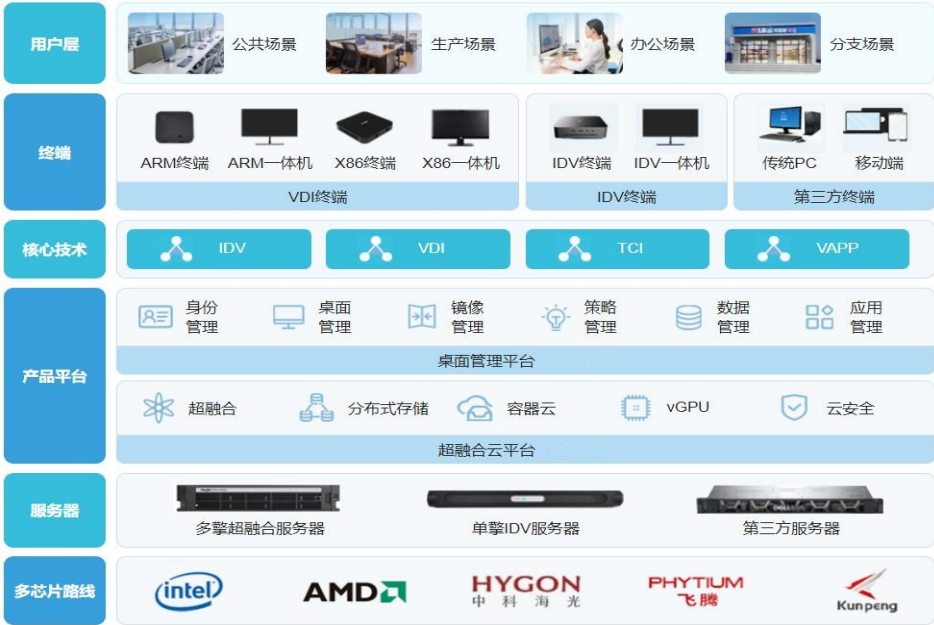 用户层
公共场景
生产场景
办公场景
分支场景
终端
ARM终端
ARM一体机
X86终端
X86一体机
VDI终端
IDV终端
IDV一体机
IDV终端
传统PC
移动端
第三方终端
核心技术
IDV
VDI
TCI
VAPP
产品平台
身份
管理
桌面
管理
镜像
管理
策略
管理
数据
管理
应用
管理
桌面管理平台
超融合
分布式存储
容器云
vGPU
云安全
超融合云平台
服务器
多擎超融合服务器
单擎IDV服务器
第三方服务器
多芯片路线
intel
AMD
HYGON
中科海光
PHYTIUM
飞腾
Kunpeng